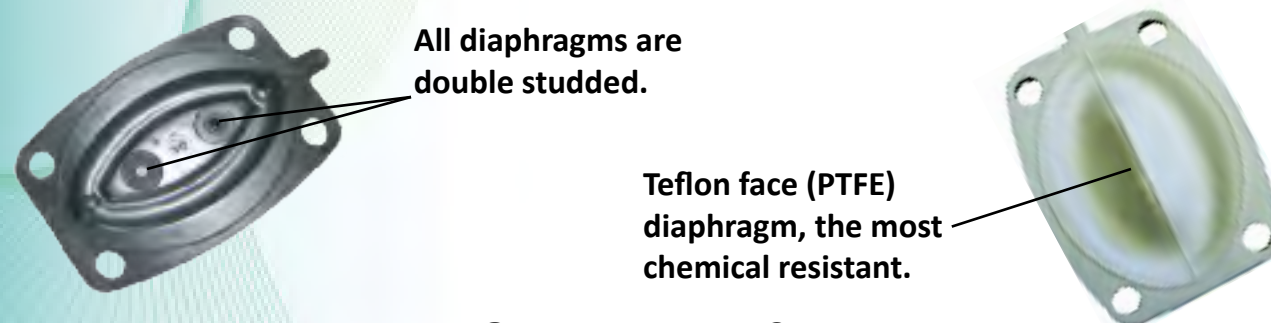 All diaphragms are
double studded.
Teflon face (PTFE)
diaphragm, the most
chemical resistant.